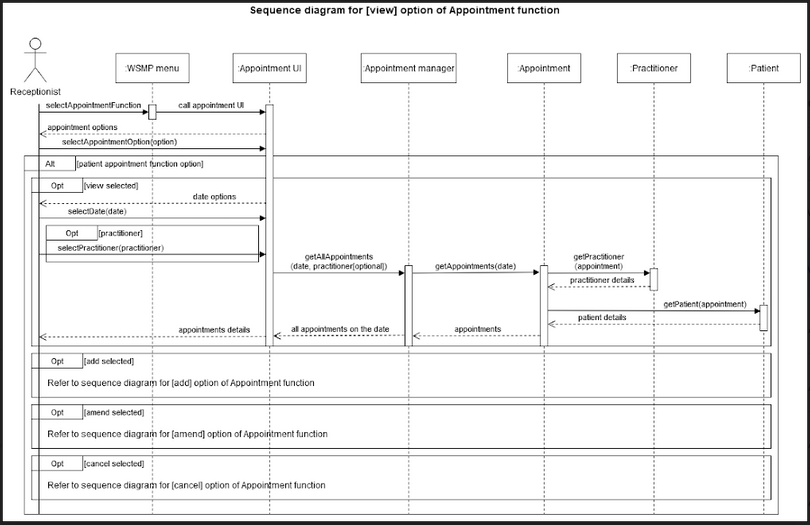 Sequence diagram for [view] option of Appointment function
Receptionist
:WSMP menu
:Appointment UI
:Appointment manager
:Appointment
:Practitioner
:Patient
selectAppointmentFunction
call appointment UI
appointment options
selectAppointmentOption(option)
Alt
[patient appointment function option]
Opt
[view selected]
date options
selectDate(date)
Opt
[practitioner]
selectPractitioner(practitioner)
getAllAppointments
(date, practitioner[optional])
getAppointments(date)
getPractitioner
(appointment)
practitioner details
getPatient(appointment)
patient details
appointments details
all appointments on the date
appointments
Opt
[add selected]
Refer to sequence diagram for [add] option of Appointment function
Opt
[amend selected]
Refer to sequence diagram for [amend] option of Appointment function
Opt
[cancel selected]
Refer to sequence diagram for [cancel] option of Appointment function